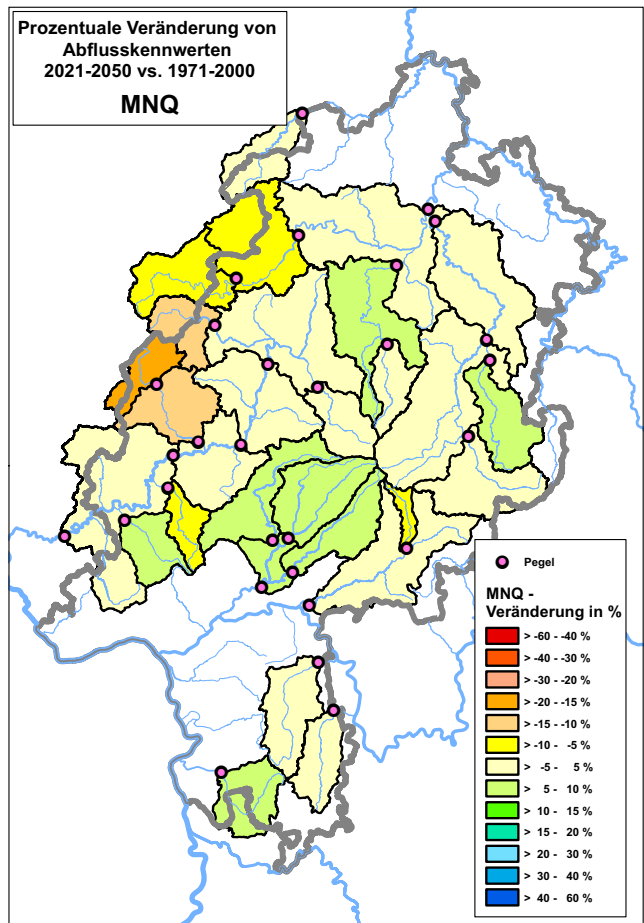 Prozentuale Veränderung von
Abflusskennwerten
2021-2050 vs. 1971-2000
MNQ
Pegel
MNQ -
Veränderung in %
> -60 - -40 %
> -40 - -30 %
> -30 - -20 %
> -20 - -15 %
> -15 - -10 %
> -10 - -5 %
> -5 - 5 %
> 5 - 10 %
> 10 - 15 %
> 15 - 20 %
> 20 - 30 %
> 30 - 40 %
> 40 - 60 %